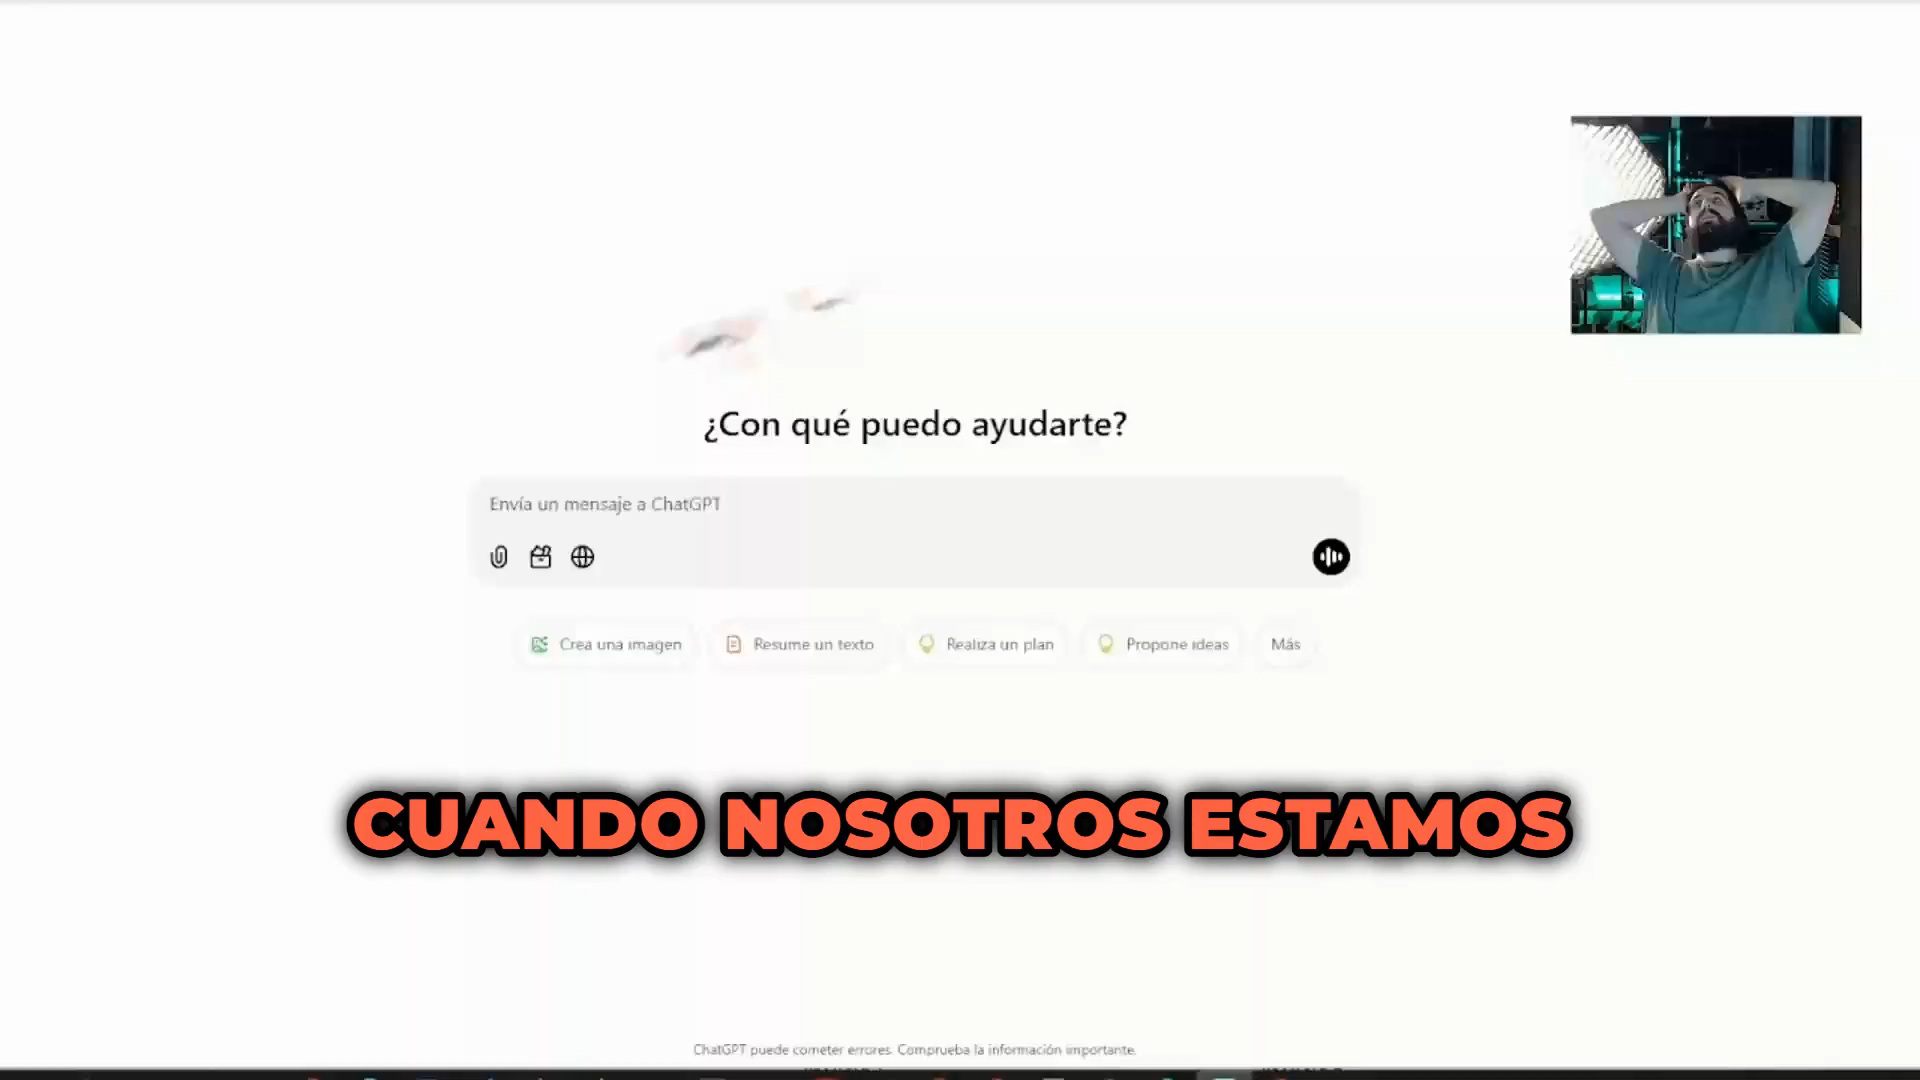 ¿Con qué puedo ayudarte?
Envía un mensaje a ChatGPT
Crea una imagen
Resume un texto
Realiza un plan
Propone ideas
Más
CUANDO NOSOTROS ESTAMOS
ChatGPT puede cometer errores. Comprueba la información importante.